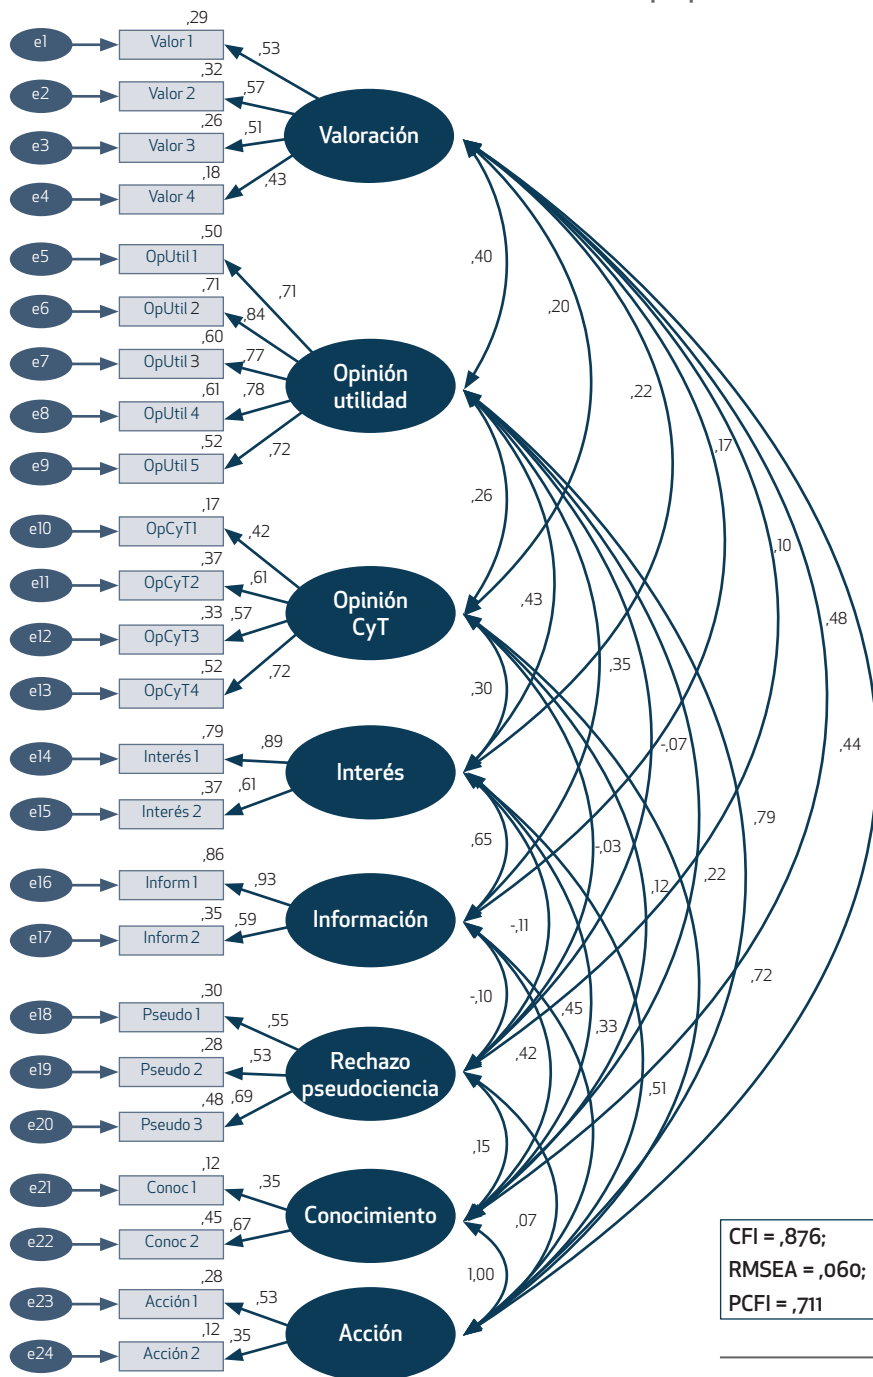 ,29
e1 Valor 1 ,53
,32
e2 Valor 2 ,57
Valoración
,26
e3 Valor 3 ,51
,18
e4 Valor 4 ,43
,50
e5 OpUtil 1
,40
,20
,71
e6 OpUtil 2 ,84
,71
,60
e7 OpUtil 3 ,77
Opinión
utilidad
,61
e8 OpUtil 4 ,78
,22
,52
e9 OpUtil 5 ,72
,17
,26
,17
e10 OpCyT1 ,42
,10
,37
e11 OpCyT2 ,61
Opinión
CyT
,43
,33
e12 OpCyT3 ,57
,48
,52
e13 OpCyT4 ,72
,35
,30
,79
e14 Interés 1 ,89
Interés
-,07
,44
,37
e15 Interés 2 ,61
,79
,65
-,03
,86
e16 Inform 1 ,93
,12
,22
Información
,35
e17 Inform 2 ,59
-,11
,72
,30
e18 Pseudo 1 ,55
-,10
,45
,33
,28
e19 Pseudo 2 ,53
Rechazo
pseudociencia
,42
,48
e20 Pseudo 3 ,69
,51
,15
,12
e21 Conoc 1 ,35
Conocimiento
,45
e22 Conoc 2 ,67
,07
1,00
,28
e23 Acción 1 ,53
Acción
,12
e24 Acción 2 ,35
CFI = ,876;
RMSEA = ,060;
PCFI = ,711